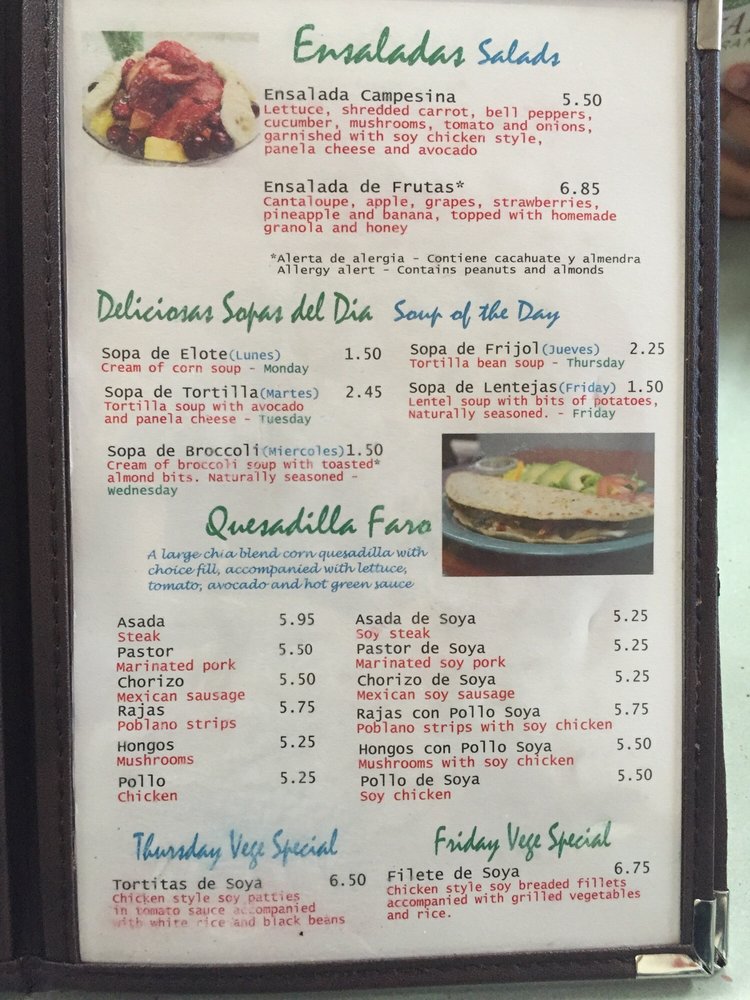 Ensaladas Salads
Ensalada Campesina 5.50
Lettuce, shredded carrot, bell peppers,
cucumber, mushrooms, tomato and onions,
garnished with soy chicken style,
panela cheese and avocado
Ensalada de Frutas* 6.85
Cantaloupe, apple, grapes, strawberries,
pineapple and banana, topped with homemade
granola and honey
*Alerta de alergia - Contiene cacahuate y almendra
Allergy alert - Contains peanuts and almonds
Deliciosas Sopas del Dia Soup of the Day
Sopa de Elote(Lunes) 1.50
Cream of corn soup - Monday
Sopa de Tortilla(Martes) 2.45
Tortilla soup with avocado
and panela cheese - Tuesday
Sopa de Broccoli(Miercoles) 1.50
Cream of broccoli soup with toasted*
almond bits. Naturally seasoned -
Wednesday
Sopa de Frijol(Jueves) 2.25
Tortilla bean soup - Thursday
Sopa de Lentejas(Friday) 1.50
Lentel soup with bits of potatoes,
Naturally seasoned. - Friday
Quesadilla Faro
A large chia blend corn quesadilla with
choice fill, accompanied with lettuce,
tomato, avocado and hot green sauce
Asada 5.95
Steak
Pastor 5.50
Marinated pork
Chorizo 5.50
Mexican sausage
Rajas 5.75
Poblano strips
Hongos 5.25
Mushrooms
Pollo 5.25
Chicken
Asada de Soya 5.25
Soy steak
Pastor de Soya 5.25
Marinated soy pork
Chorizo de Soya 5.25
Mexican soy sausage
Rajas con Pollo Soya 5.75
Poblano strips with soy chicken
Hongos con Pollo Soya 5.50
Mushrooms with soy chicken
Pollo de Soya 5.50
Soy chicken
Thursday Vege Special
Tortitas de Soya 6.50
Chicken style soy patties
in tomato sauce accompanied
with white rice and black beans
Friday Vege Special
Filete de Soya 6.75
Chicken style soy breaded fillets
accompanied with grilled vegetables
and rice.